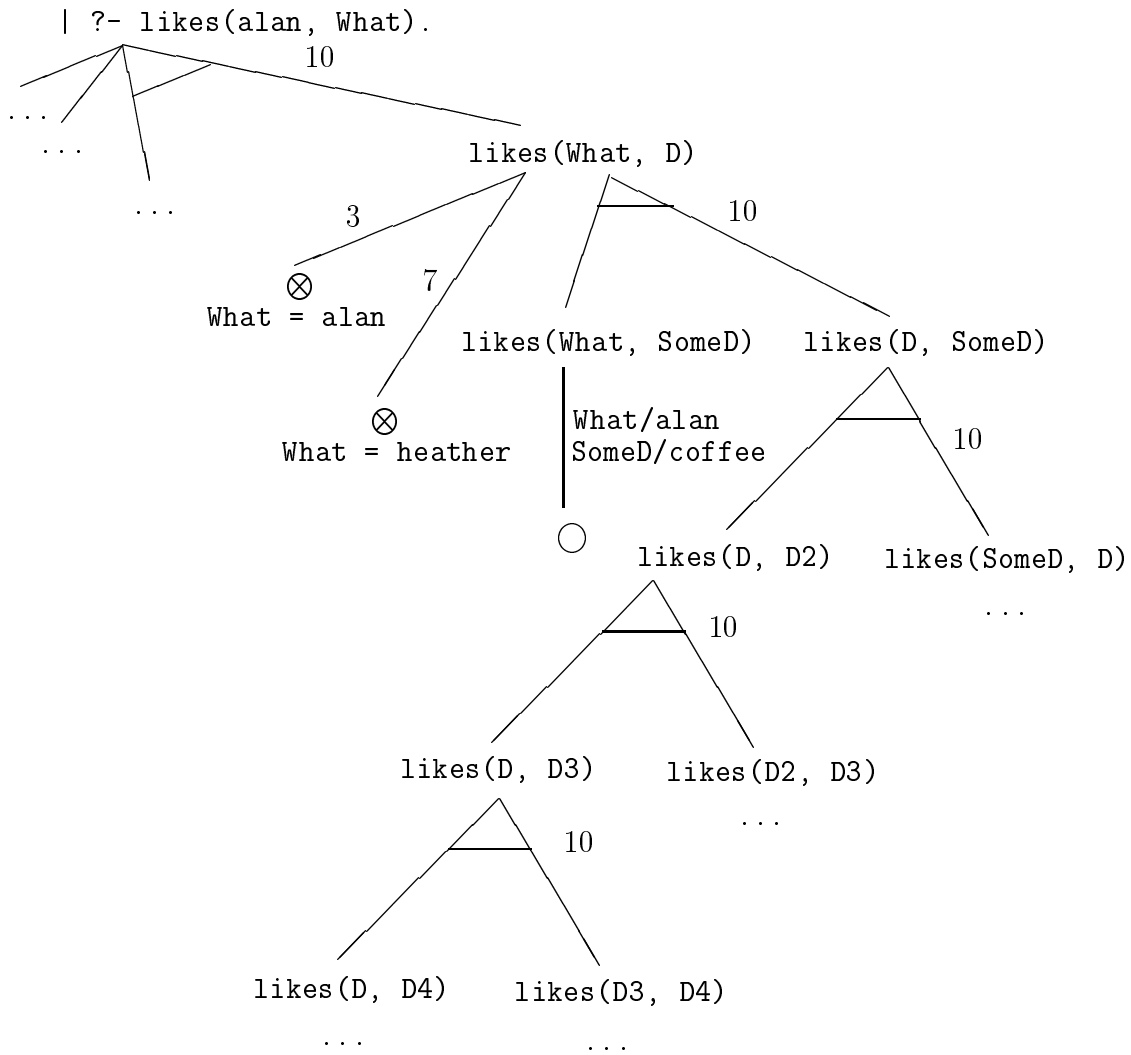 | ?- likes(alan, What).
10
...
...
...
likes(What, D)
3
10
7
What = alan
likes(What, SomeD)
likes(D, SomeD)
What/alan
SomeD/coffee
10
What = heather
likes(D, D2)
likes(SomeD, D)
...
10
likes(D, D3)
likes(D2, D3)
...
10
likes(D, D4)
likes(D3, D4)
...
...